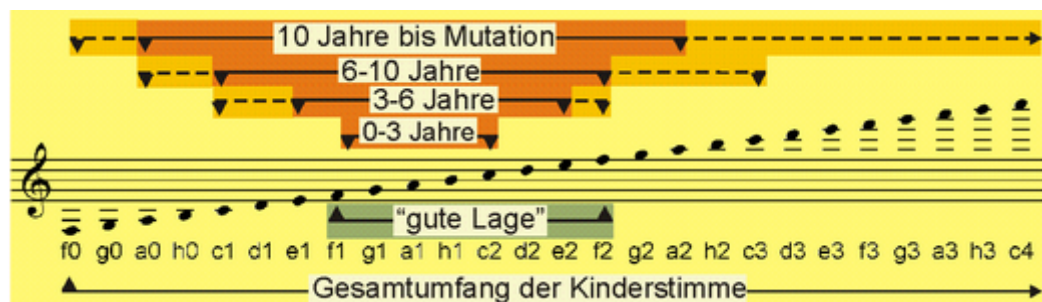 10 Jahre bis Mutation
6-10 Jahre
3-6 Jahre
0-3 Jahre
"gute Lage"
f0 g0 a0 h0 c1 d1 e1 f1 g1 a1 h1 c2 d2 e2 f2 g2 a2 h2 c3 d3 e3 f3 g3 a3 h3 c4
Gesamtumfang der Kinderstimme